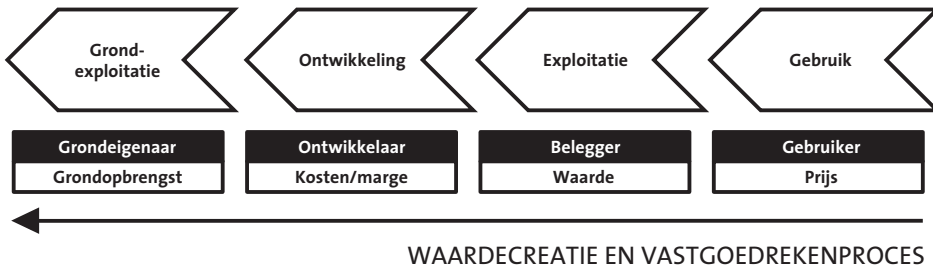 Grond-
exploitatie
Ontwikkeling
Exploitatie
Gebruik
Grondeigenaar
Ontwikkelaar
Belegger
Gebruiker
Grondopbrengst
Kosten/marge
Waarde
Prijs
WAARDECREATIE EN VASTGOEDREKENPROCES